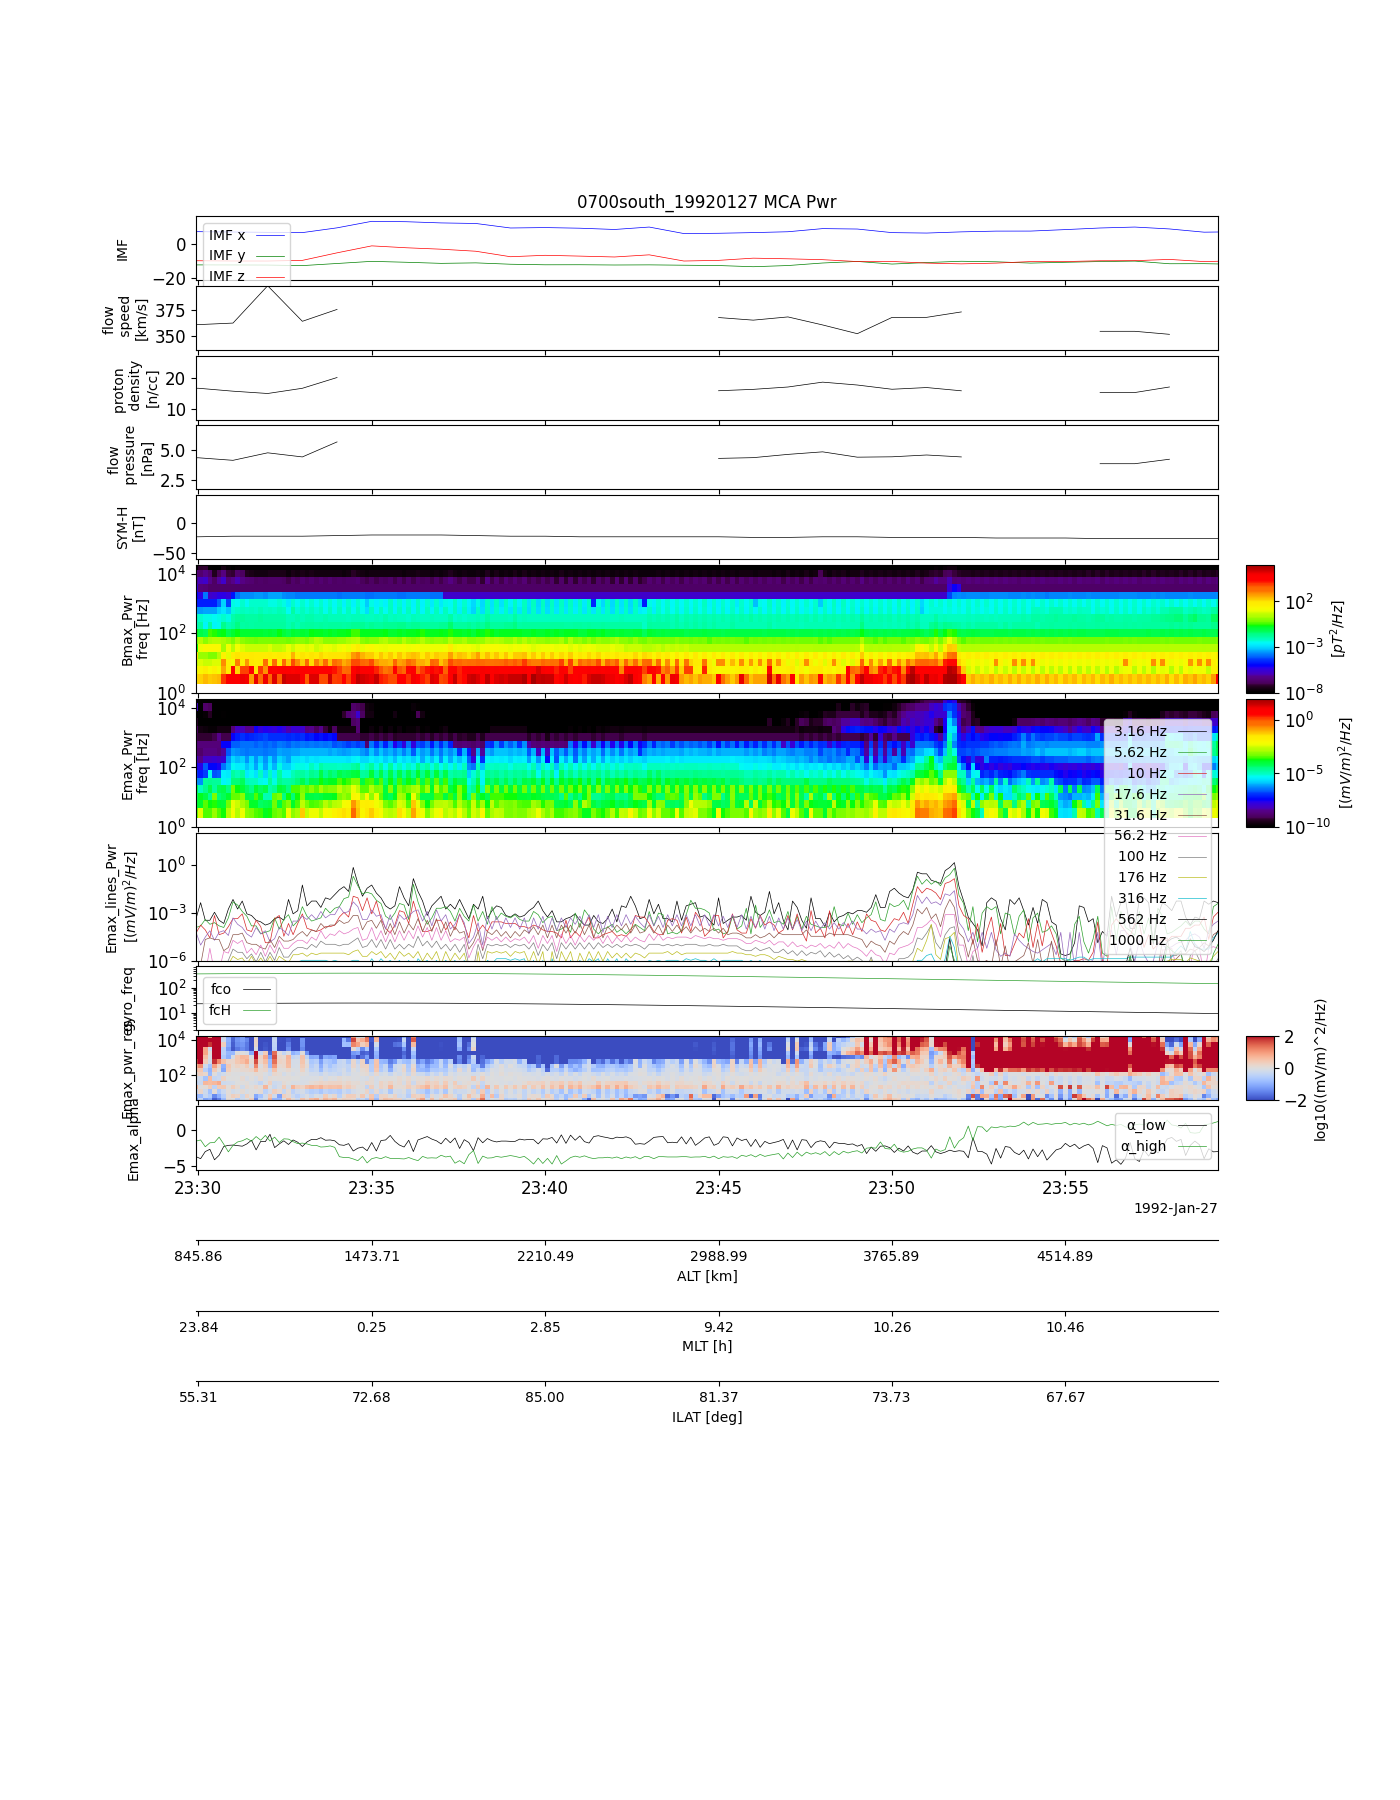 0700south_19920127 MCA Pwr
IMF
0
−20
IMF x
IMF y
IMF z
flow
speed
[km/s]
375
350
proton
density
[n/cc]
20
10
flow
pressure
[nPa]
5.0
2.5
SYM-H
[nT]
0
−50
Bmax_Pwr
freq [Hz]
10^4
10^2
10^0
10^2
10^−3
10^−8
[pT^2/Hz]
Emax_Pwr
freq [Hz]
10^4
10^2
10^0
10^0
10^−5
10^−10
[(mV/m)^2/Hz]
3.16 Hz
5.62 Hz
10 Hz
17.6 Hz
31.6 Hz
56.2 Hz
100 Hz
176 Hz
316 Hz
562 Hz
1000 Hz
Emax_lines_Pwr
[(mV/m)^2/Hz]
10^0
10^−3
10^−6
gyro_freq
10^2
10^1
fco
fcH
Emax_pwr_rev
10^4
10^2
2
0
−2
log10((mV/m)^2/Hz)
Emax_alpha
0
−5
α_low
α_high
23:30 23:35 23:40 23:45 23:50 23:55
1992-Jan-27
845.86 1473.71 2210.49 2988.99 3765.89 4514.89
ALT [km]
23.84 0.25 2.85 9.42 10.26 10.46
MLT [h]
55.31 72.68 85.00 81.37 73.73 67.67
ILAT [deg]